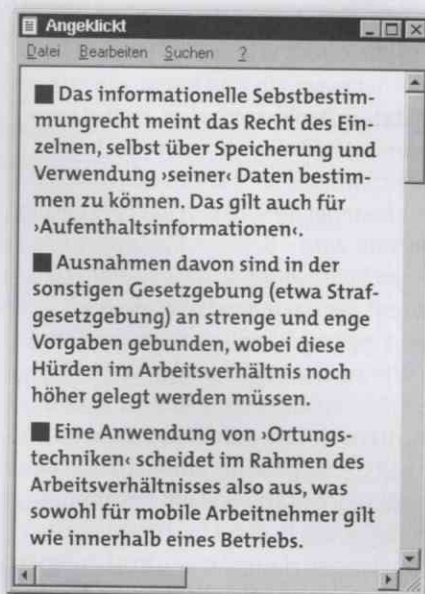 Angeklickt
Datei Bearbeiten Suchen ?
■ Das informationelle Sebstbestim-
mungrecht meint das Recht des Ein-
zelnen, selbst über Speicherung und
Verwendung ›seiner‹ Daten bestim-
men zu können. Das gilt auch für
›Aufenthaltsinformationen‹.
■ Ausnahmen davon sind in der
sonstigen Gesetzgebung (etwa Straf-
gesetzgebung) an strenge und enge
Vorgaben gebunden, wobei diese
Hürden im Arbeitsverhältnis noch
höher gelegt werden müssen.
■ Eine Anwendung von ›Ortungs-
techniken‹ scheidet im Rahmen des
Arbeitsverhältnisses also aus, was
sowohl für mobile Arbeitnehmer gilt
wie innerhalb eines Betriebs.